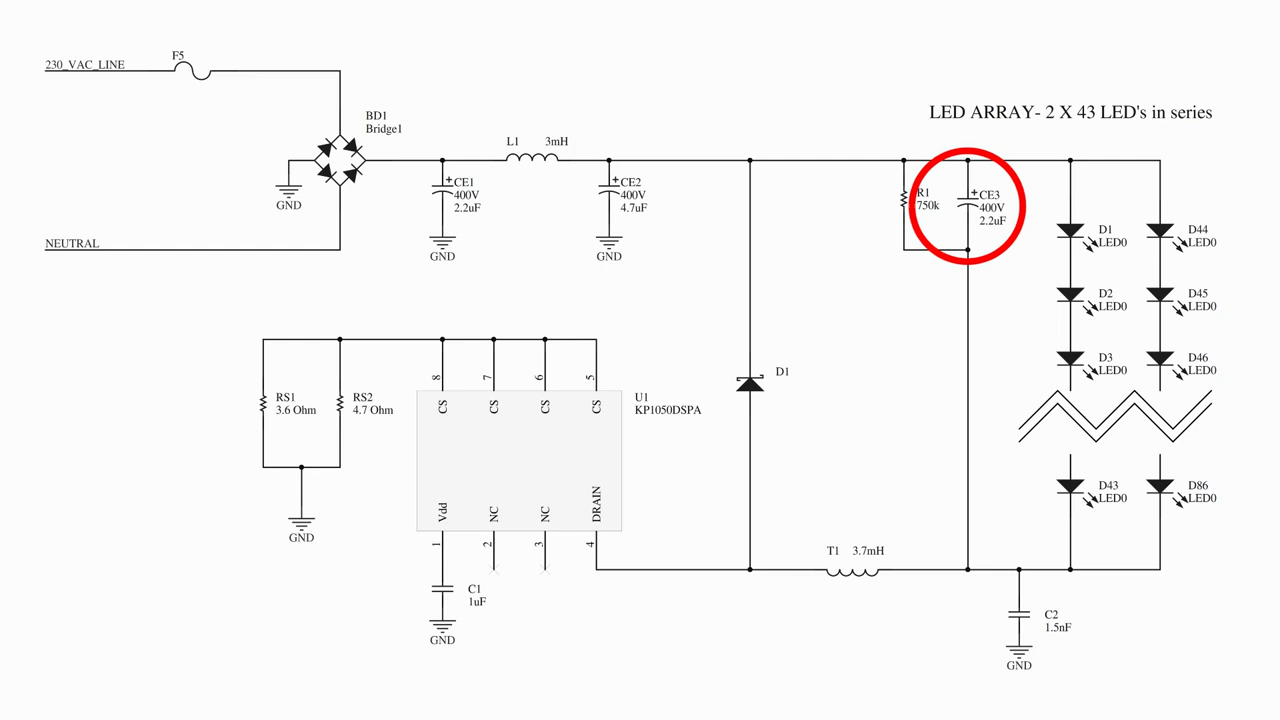 F5
230_VAC_LINE
LED ARRAY- 2 X 43 LED's in series
BD1
Bridge1
L1 3mH
GND
CE1
400V
2.2uF
GND
CE2
400V
4.7uF
GND
R1
750k
CE3
400V
2.2uF
D1
LED0
D44
LED0
NEUTRAL
D2
LED0
D45
LED0
D3
LED0
D46
LED0
D1
RS1
3.6 Ohm
RS2
4.7 Ohm
8
7
6
5
CS
CS
CS
CS
U1
KP1050DSPA
Vdd
NC
NC
DRAIN
1
2
3
4
D43
LED0
D86
LED0
GND
T1 3.7mH
C1
1uF
GND
C2
1.5nF
GND